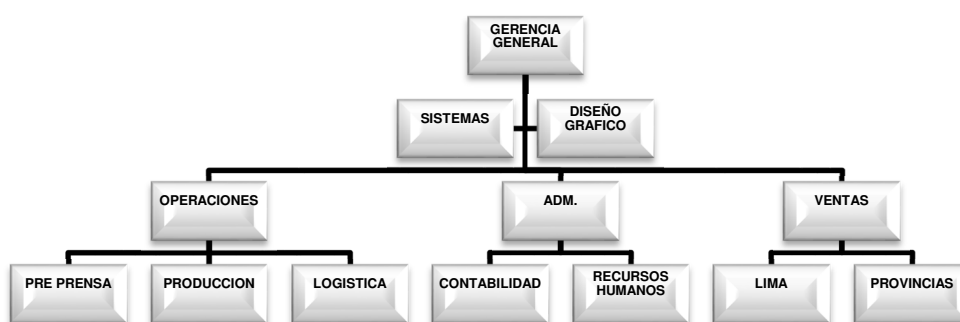 GERENCIA
GENERAL
SISTEMAS
DISEÑO
GRAFICO
OPERACIONES
ADM.
VENTAS
PRE PRENSA
PRODUCCION
LOGISTICA
CONTABILIDAD
RECURSOS
HUMANOS
LIMA
PROVINCIAS